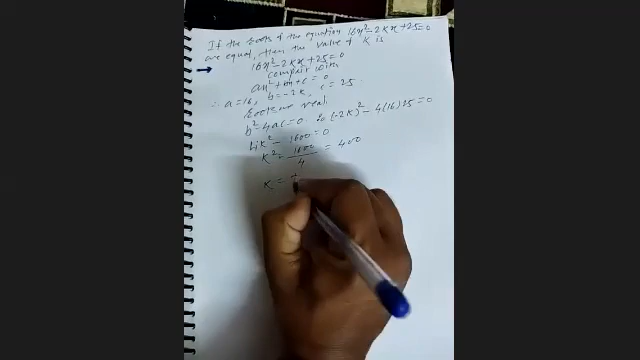 If the roots of the equation 16x²-2Kx+25=0
are equal, then the value of K is
16x²-2Kx+25=0
compair with
ax²+bx+c=0
∴ a=16, b=-2K, c=25.
Roots are real.
b²-4ac=0 (-2K)²-4(16)25=0
4K²-1600=0
K²=1600/4=400
K=±